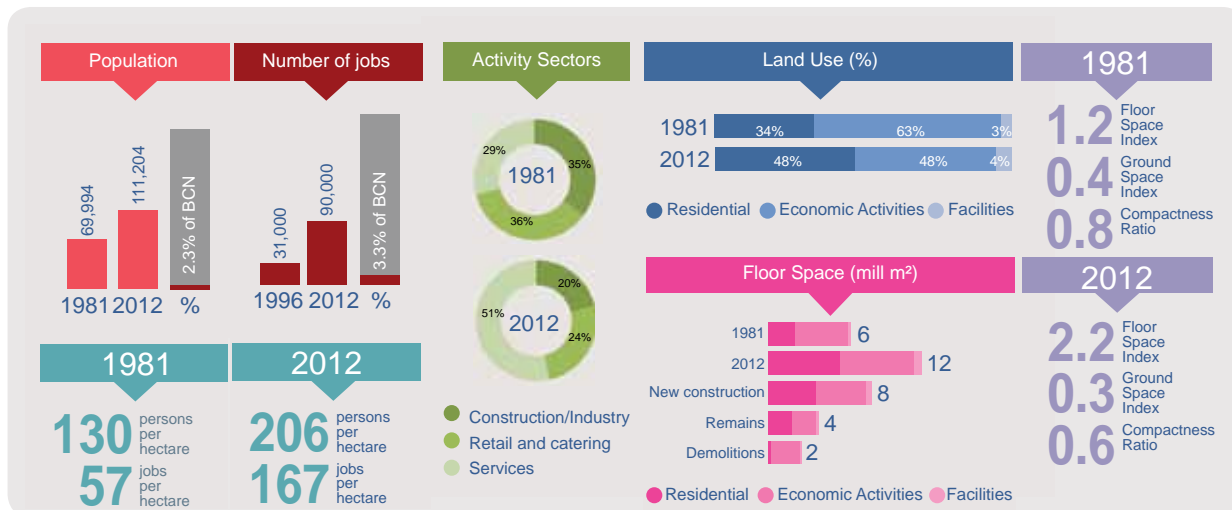 Population
69,994
111,204
2.3% of BCN
1981 2012 %
Number of jobs
31,000
90,000
3.3% of BCN
1996 2012 %
1981
130 persons per hectare
57 jobs per hectare
2012
206 persons per hectare
167 jobs per hectare
Activity Sectors
29%
35%
1981
36%
20%
51%
2012
24%
Construction/Industry
Retail and catering
Services
Land Use (%)
1981 34% 63% 3%
2012 48% 48% 4%
Residential Economic Activities Facilities
Floor Space (mill m²)
1981 6
2012 12
New construction 8
Remains 4
Demolitions 2
Residential Economic Activities Facilities
1981
1.2 Floor Space Index
0.4 Ground Space Index
0.8 Compactness Ratio
2012
2.2 Floor Space Index
0.3 Ground Space Index
0.6 Compactness Ratio